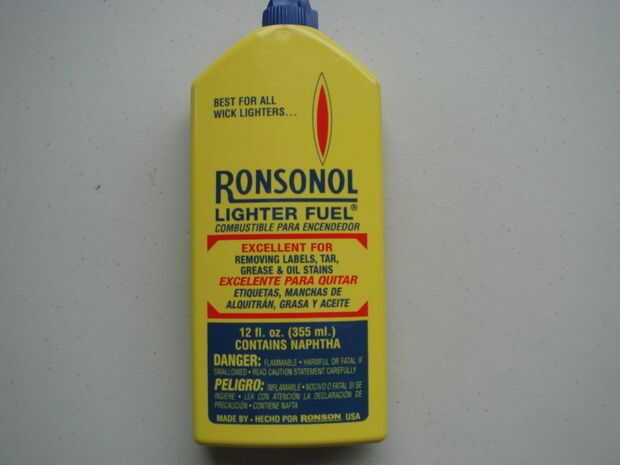 BEST FOR ALL
WICK LIGHTERS...
RONSONOL
LIGHTER FUEL®
COMBUSTIBLE PARA ENCENDEDOR
EXCELLENT FOR
REMOVING LABELS, TAR,
GREASE & OIL STAINS
EXCELENTE PARA QUITAR
ETIQUETAS, MANCHAS DE
ALQUITRÁN, GRASA Y ACEITE
12 fl. oz. (355 ml.)
CONTAINS NAPHTHA
DANGER: FLAMMABLE • HARMFUL OR FATAL IF
SWALLOWED • READ CAUTION STATEMENT CAREFULLY
PELIGRO: INFLAMABLE • NOCIVO O FATAL SI SE
INGIERE • LEA CON ATENCIÓN LA DECLARACIÓN DE
PRECAUCIÓN • CONTIENE NAFTA
MADE BY • HECHO POR RONSON USA